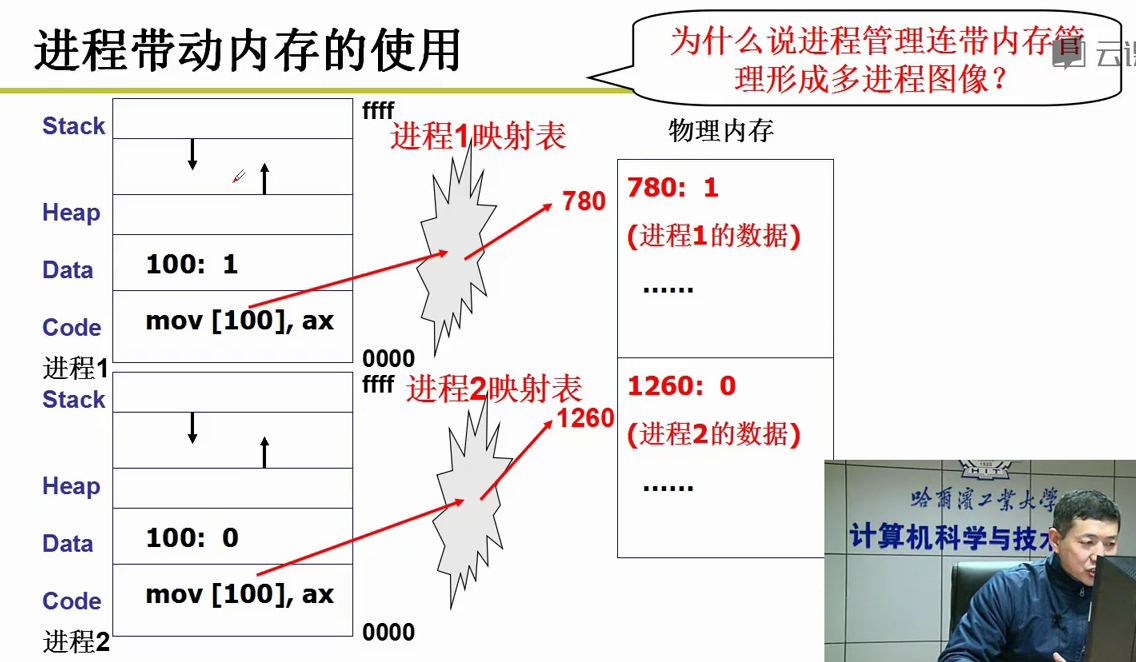 进程带动内存的使用
为什么说进程管理连带内存管
理形成多进程图像？
云课
Stack
ffff
进程1映射表
物理内存
780
780: 1
Heap
(进程1的数据)
Data
100: 1
......
Code
mov [100], ax
进程1
0000
Stack
ffff
进程2映射表
1260
1260: 0
(进程2的数据)
Heap
......
Data
100: 0
Code
mov [100], ax
进程2
0000
1920
HIT
哈尔滨工业大学
计算机科学与技术